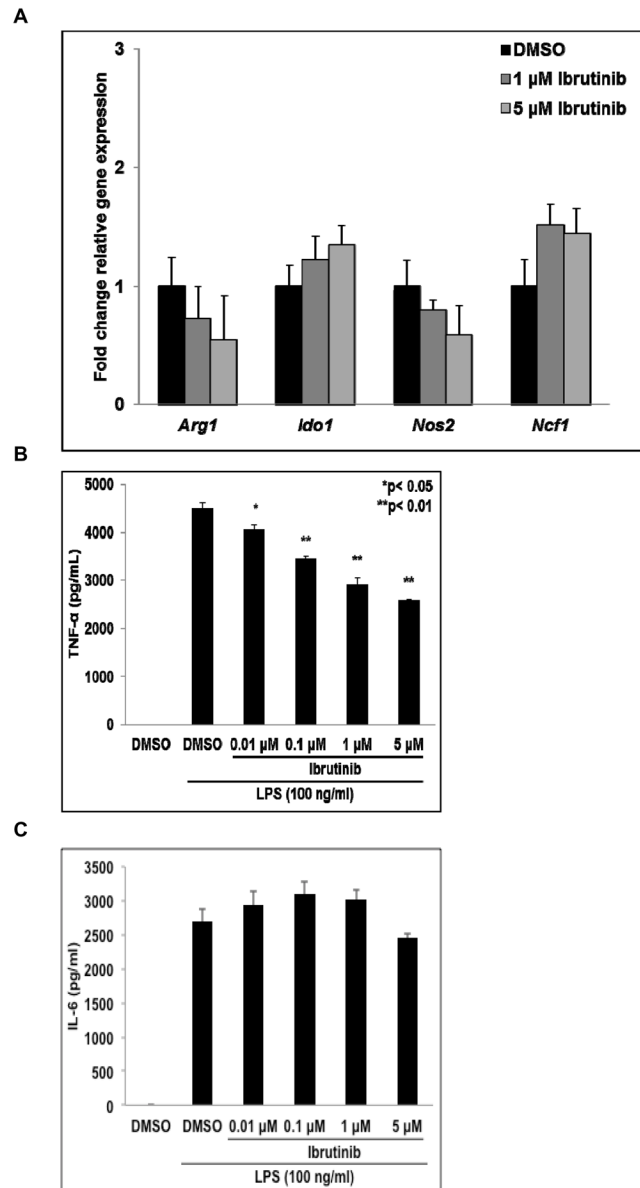 A
Fold change relative gene expression
3
2
1
0
DMSO
1 µM Ibrutinib
5 µM Ibrutinib
Arg1 Ido1 Nos2 Ncf1
B
TNF-α (pg/mL)
5000
4000
3000
2000
1000
0
*p< 0.05
**p< 0.01
* ** ** **
DMSO DMSO 0.01 µM 0.1 µM 1 µM 5 µM
Ibrutinib
LPS (100 ng/ml)
C
IL-6 (pg/ml)
3500
3000
2500
2000
1500
1000
500
0
DMSO DMSO 0.01 µM 0.1 µM 1 µM 5 µM
Ibrutinib
LPS (100 ng/ml)